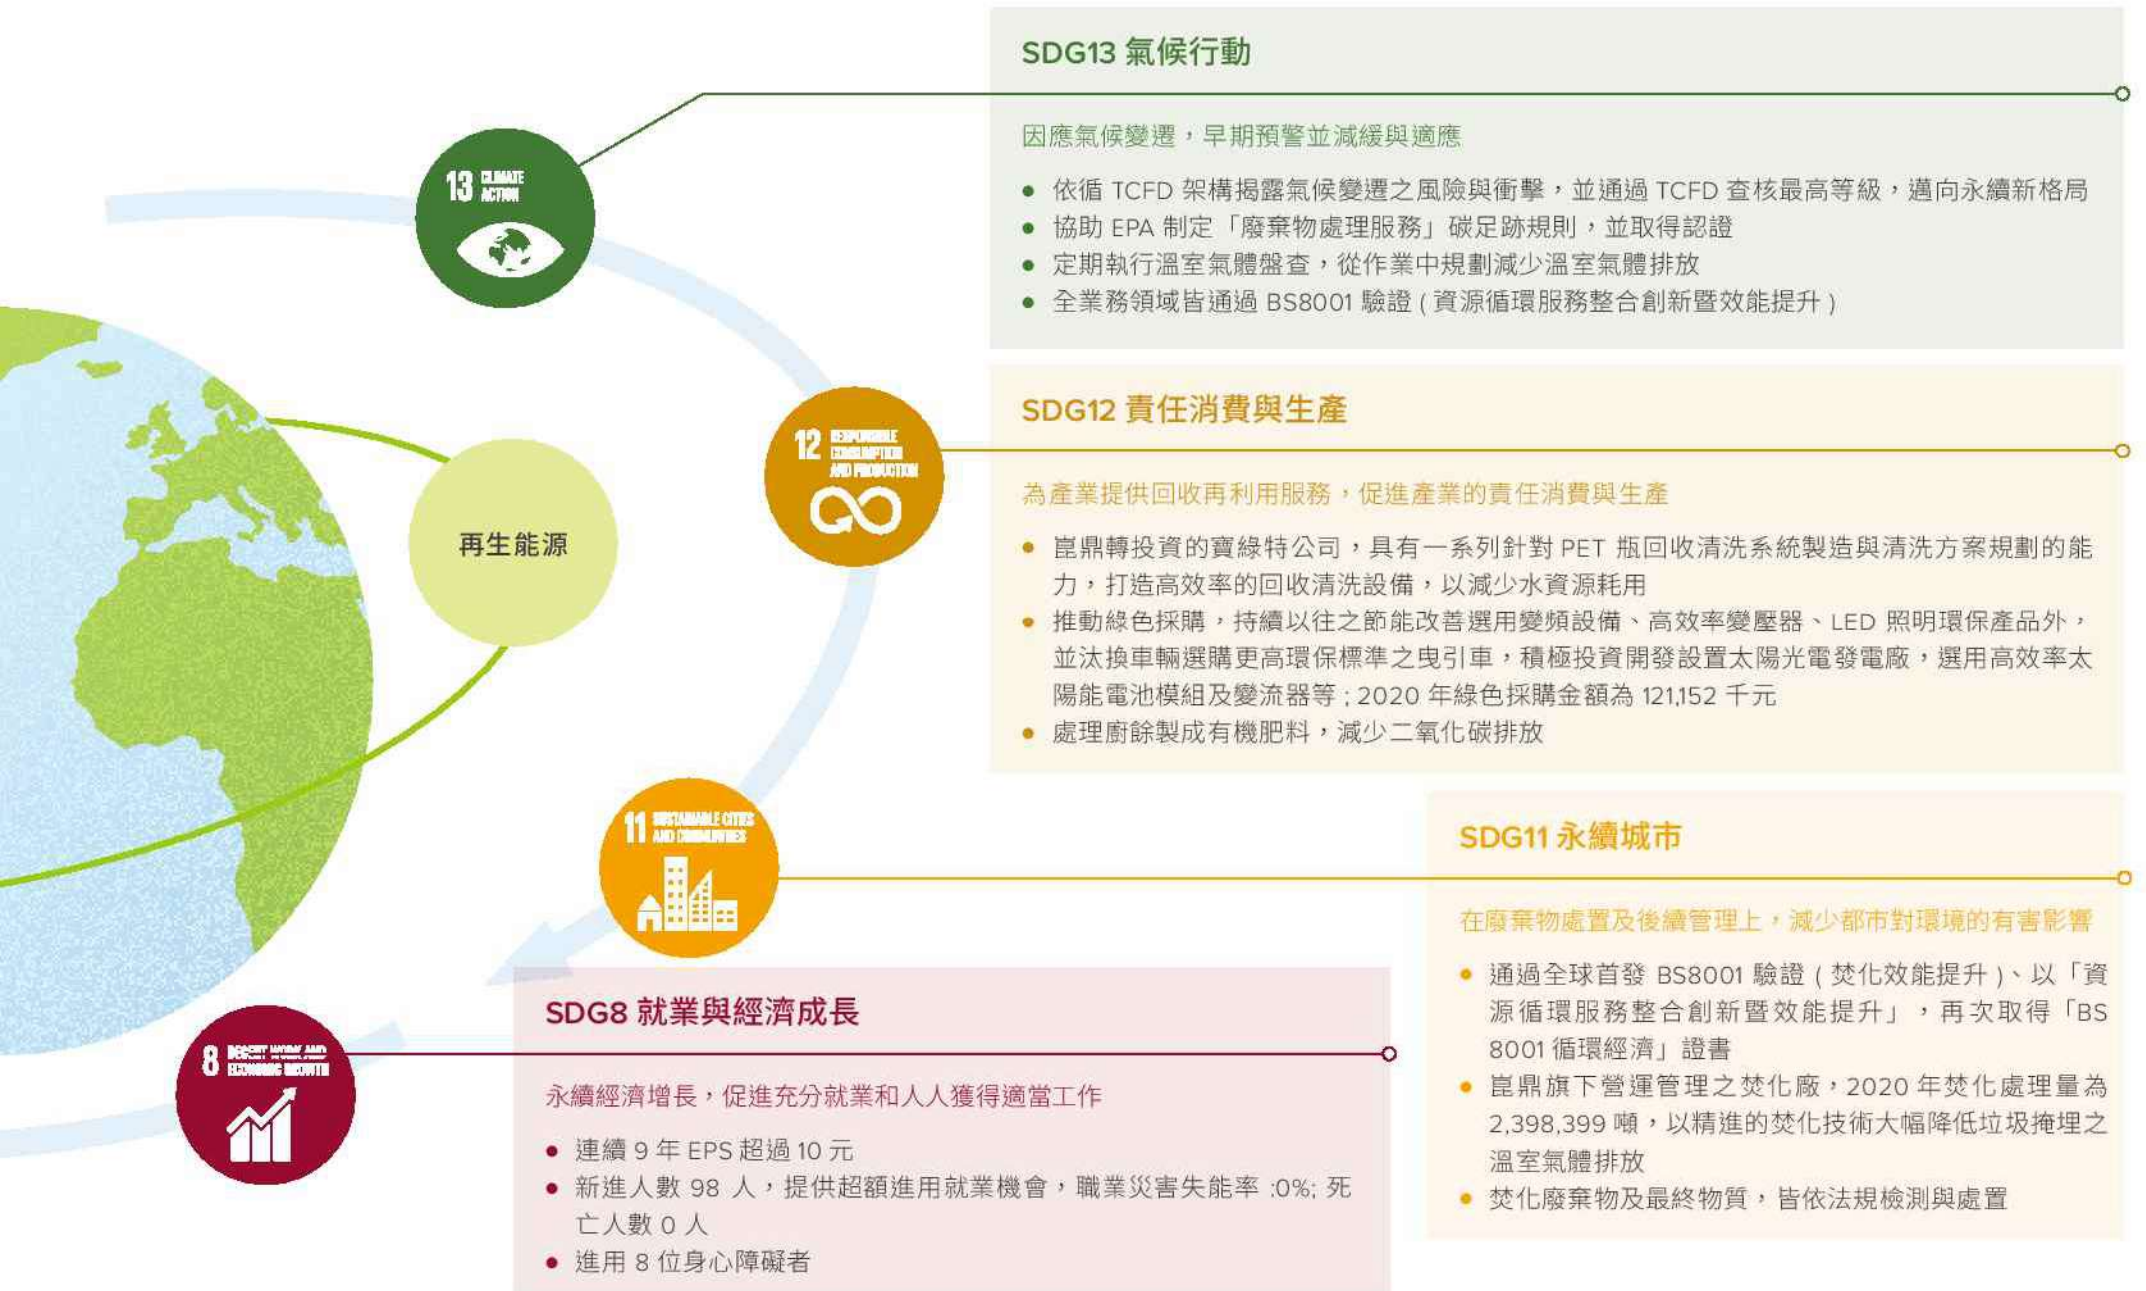 SDG13 氣候行動
13 CLIMATE
ACTION
因應氣候變遷，早期預警並減緩與適應
● 依循 TCFD 架構揭露氣候變遷之風險與衝擊，並通過 TCFD 查核最高等級，邁向永續新格局
● 協助 EPA 制定「廢棄物處理服務」碳足跡規則，並取得認證
● 定期執行溫室氣體盤查，從作業中規劃減少溫室氣體排放
● 全業務領域皆通過 BS8001 驗證 ( 資源循環服務整合創新暨效能提升 )
SDG12 責任消費與生產
12 RESPONSIBLE
CONSUMPTION
AND PRODUCTION
為產業提供回收再利用服務，促進產業的責任消費與生產
● 崑鼎轉投資的寶綠特公司，具有一系列針對 PET 瓶回收清洗系統製造與清洗方案規劃的能
力，打造高效率的回收清洗設備，以減少水資源耗用
● 推動綠色採購，持續以往之節能改善選用變頻設備、高效率變壓器、LED 照明環保產品外，
並汰換車輛選購更高環保標準之曳引車，積極投資開發設置太陽光電發電廠，選用高效率太
陽能電池模組及變流器等 ; 2020 年綠色採購金額為 121,152 千元
● 處理廚餘製成有機肥料，減少二氧化碳排放
再生能源
SDG11 永續城市
11 SUSTAINABLE CITIES
AND COMMUNITIES
在廢棄物處置及後續管理上，減少都市對環境的有害影響
● 通過全球首發 BS8001 驗證 ( 焚化效能提升 )、以「資
源循環服務整合創新暨效能提升」，再次取得「BS
8001 循環經濟」證書
● 崑鼎旗下營運管理之焚化廠，2020 年焚化處理量為
2,398,399 噸，以精進的焚化技術大幅降低垃圾掩埋之
溫室氣體排放
● 焚化廢棄物及最終物質，皆依法規檢測與處置
SDG8 就業與經濟成長
8 DECENT WORK AND
ECONOMIC GROWTH
永續經濟增長，促進充分就業和人人獲得適當工作
● 連續 9 年 EPS 超過 10 元
● 新進人數 98 人，提供超額進用就業機會，職業災害失能率 :0%; 死
亡人數 0 人
● 進用 8 位身心障礙者